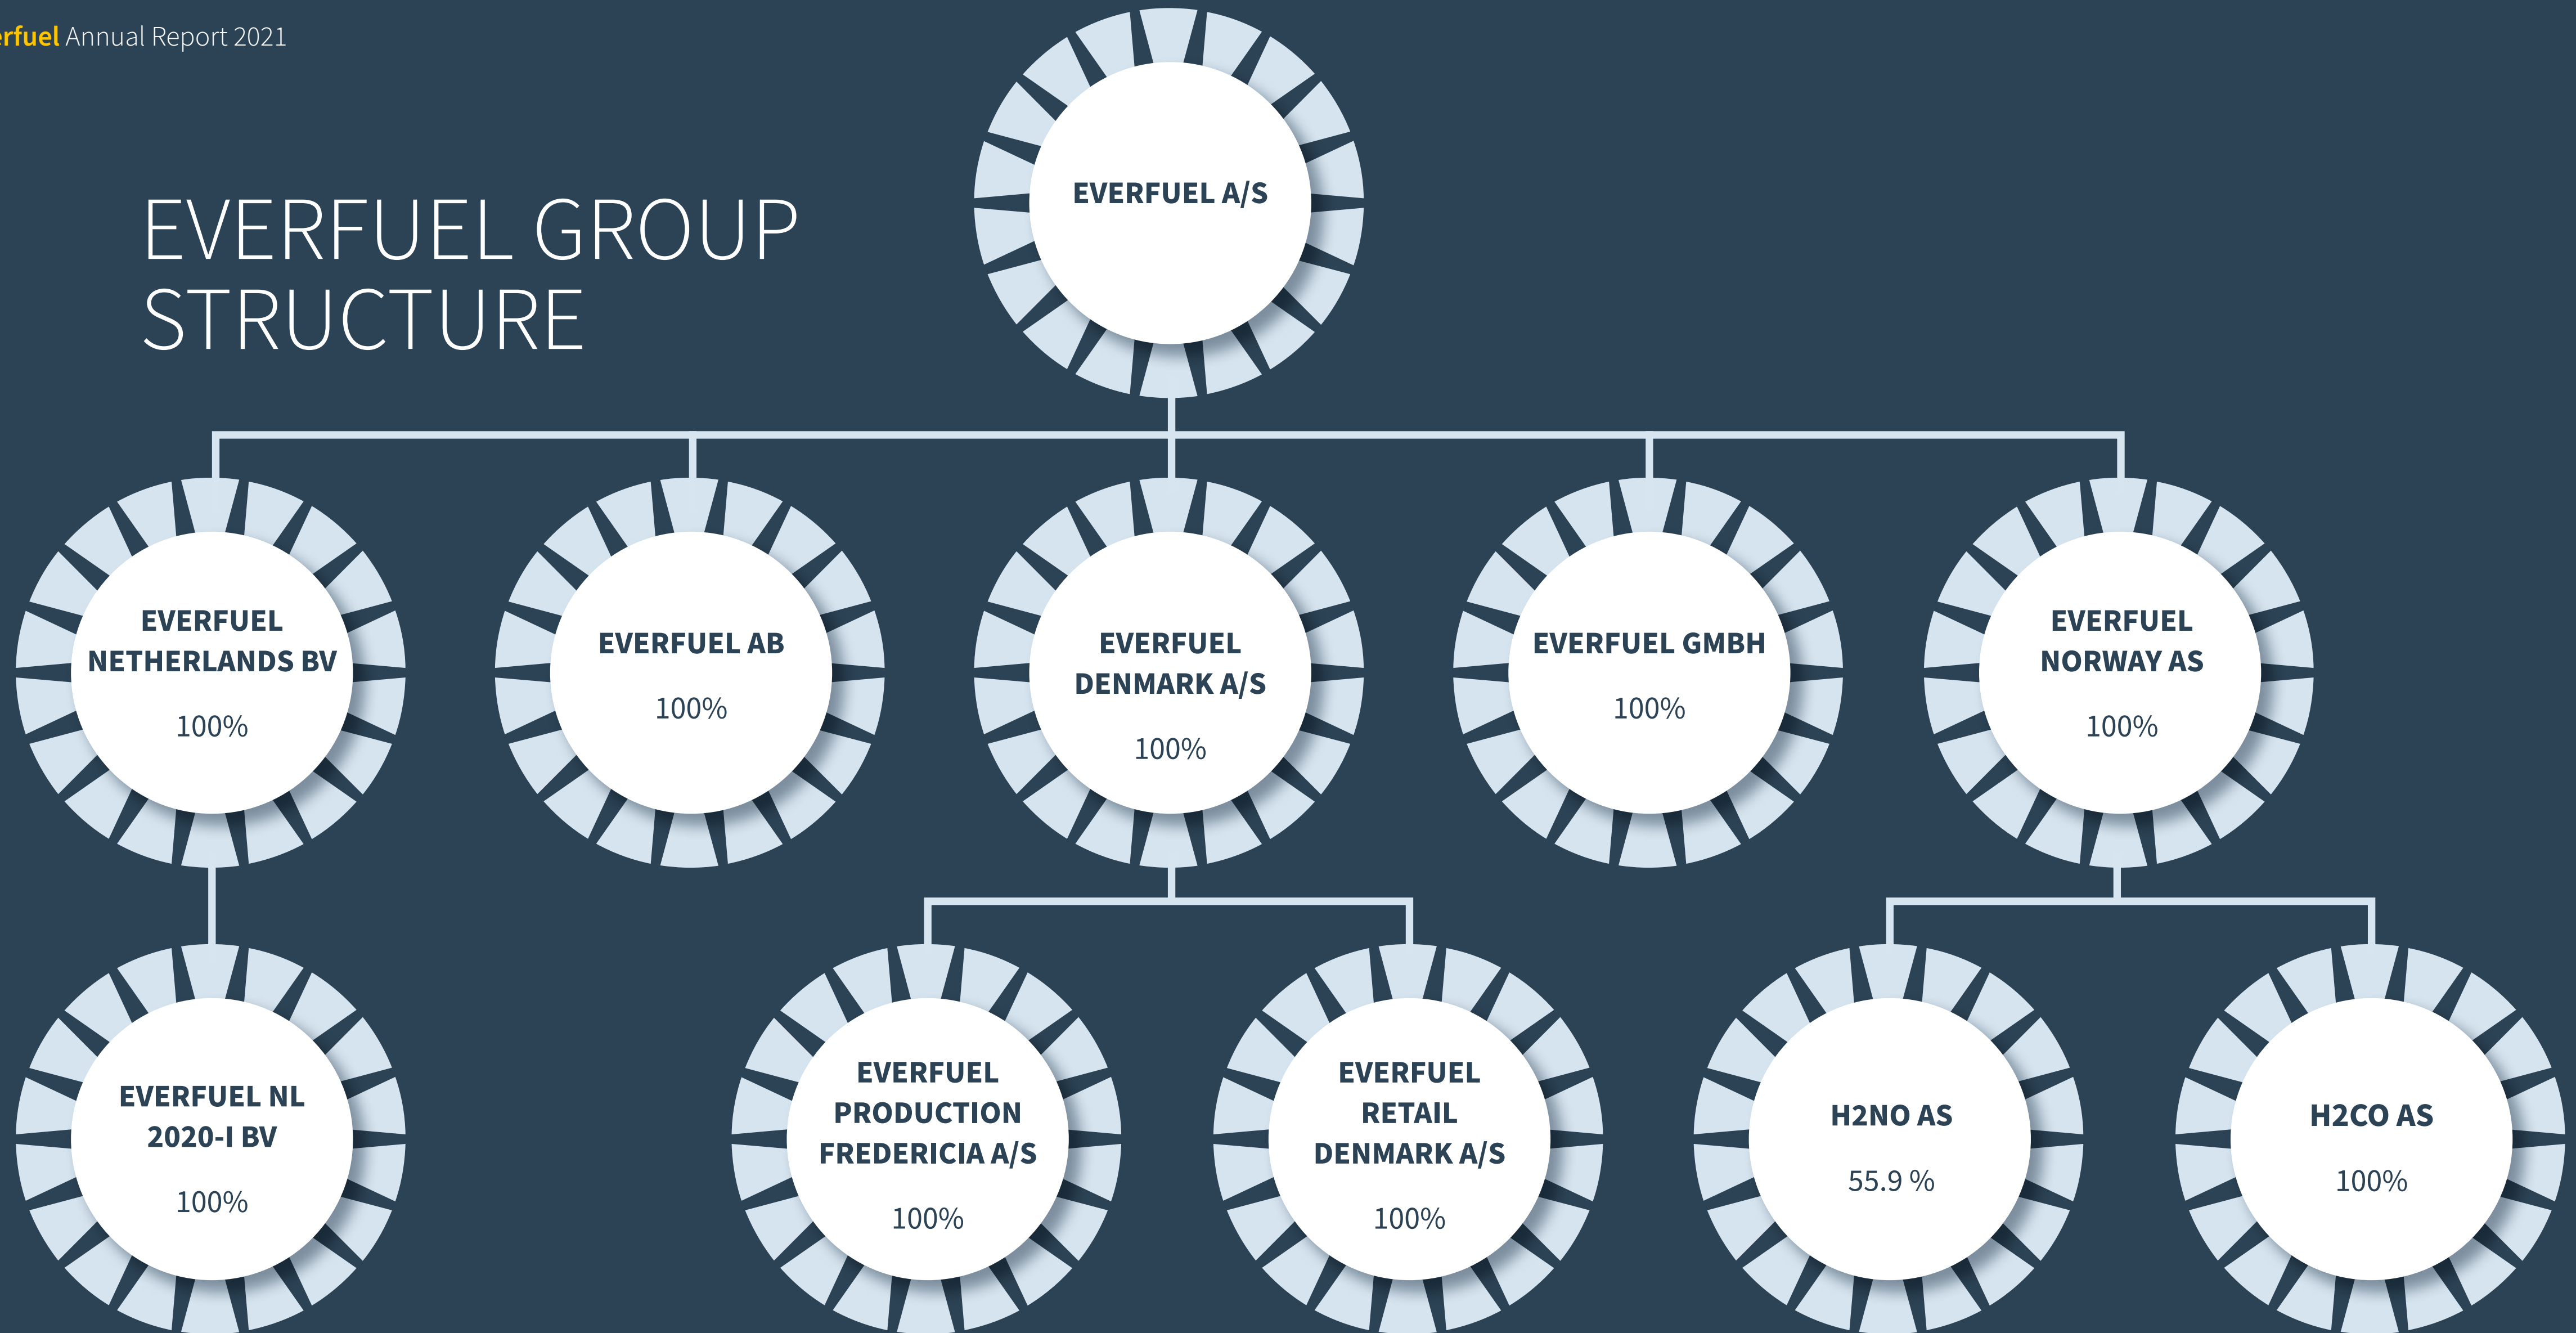 erfuel Annual Report 2021
EVERFUEL GROUP
STRUCTURE
EVERFUEL A/S
EVERFUEL
NETHERLANDS BV
100%
EVERFUEL AB
100%
EVERFUEL
DENMARK A/S
100%
EVERFUEL GMBH
100%
EVERFUEL
NORWAY AS
100%
EVERFUEL NL
2020-I BV
100%
EVERFUEL
PRODUCTION
FREDERICIA A/S
100%
EVERFUEL
RETAIL
DENMARK A/S
100%
H2NO AS
55.9 %
H2CO AS
100%